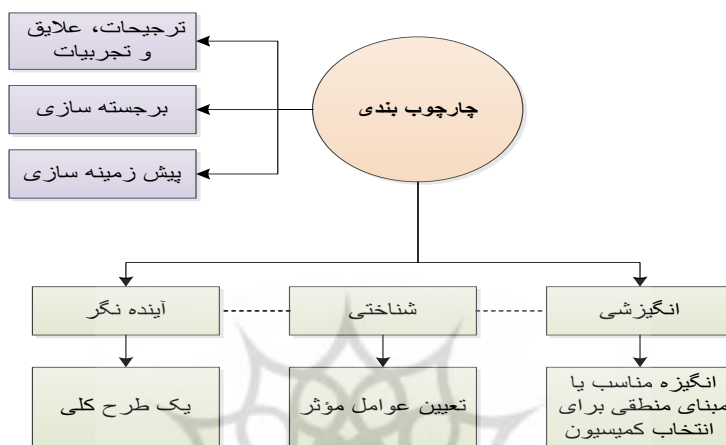 ترجیحات، علایق
و تجربیات
برجسته سازی
پیش زمینه سازی
چارچوب بندی
انگیزشی
شناختی
آینده نگر
انگیزه مناسب یا
مبنای منطقی برای
انتخاب کمیسیون
تعیین عوامل مؤثر
یک طرح کلی